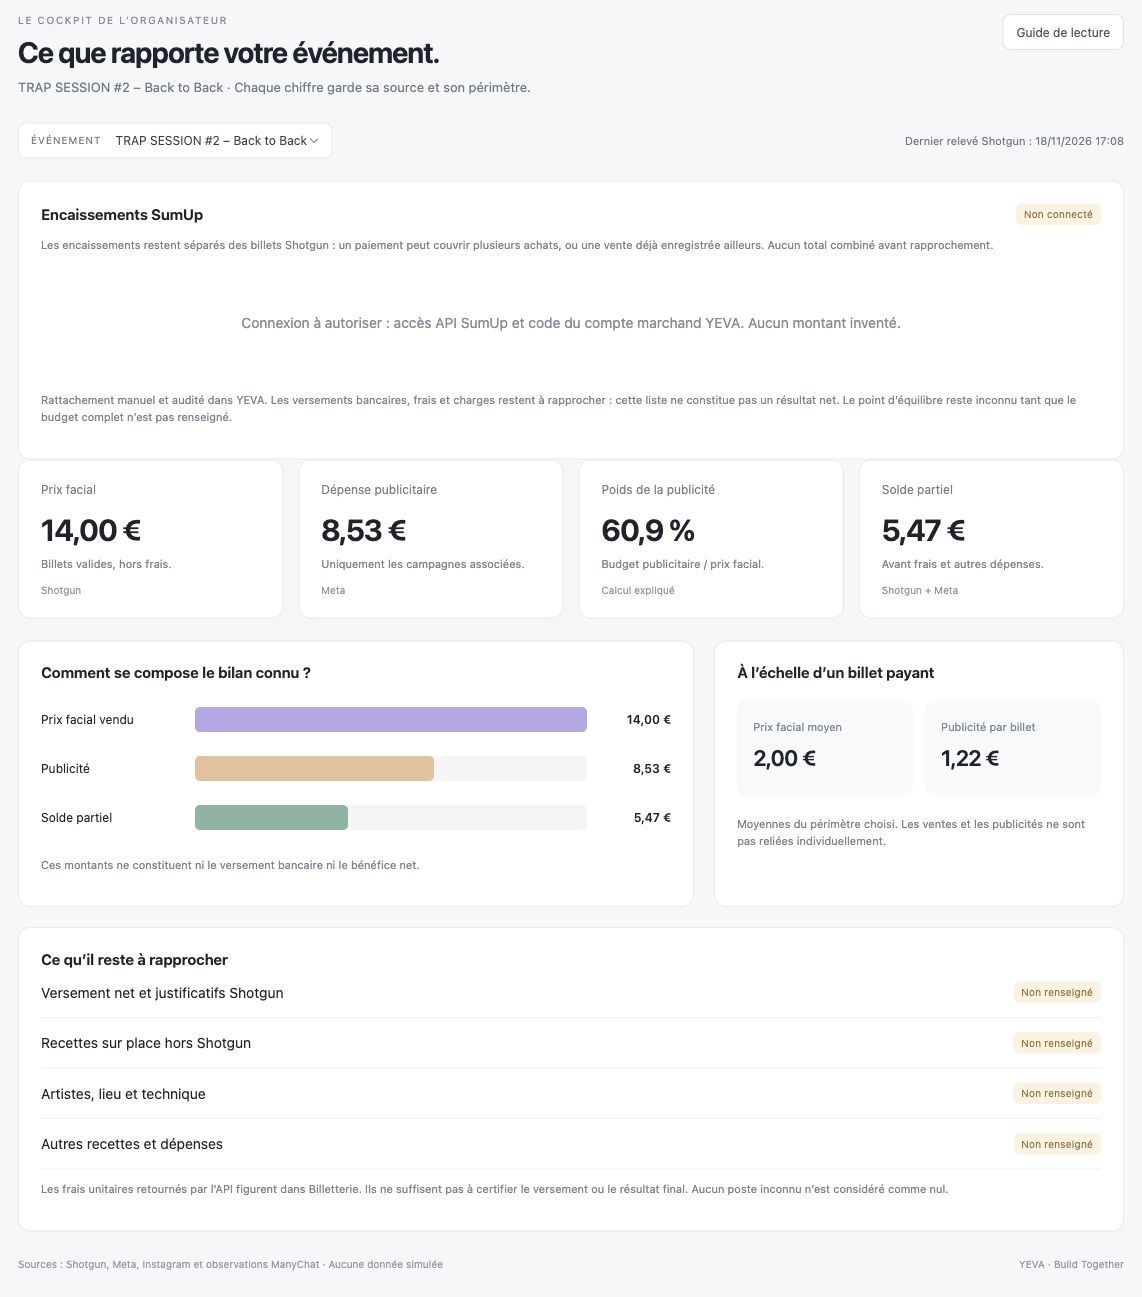 LE COCKPIT DE L'ORGANISATEUR
Ce que rapporte votre événement.
TRAP SESSION #2 – Back to Back · Chaque chiffre garde sa source et son périmètre.
Guide de lecture
ÉVÉNEMENT TRAP SESSION #2 – Back to Back
Dernier relevé Shotgun : 18/11/2026 17:08
Encaissements SumUp
Non connecté
Les encaissements restent séparés des billets Shotgun : un paiement peut couvrir plusieurs achats, ou une vente déjà enregistrée ailleurs. Aucun total combiné avant rapprochement.
Connexion à autoriser : accès API SumUp et code du compte marchand YEVA. Aucun montant inventé.
Rattachement manuel et audité dans YEVA. Les versements bancaires, frais et charges restent à rapprocher : cette liste ne constitue pas un résultat net. Le point d'équilibre reste inconnu tant que le
budget complet n'est pas renseigné.
Prix facial
14,00 €
Billets valides, hors frais.
Shotgun
Dépense publicitaire
8,53 €
Uniquement les campagnes associées.
Meta
Poids de la publicité
60,9 %
Budget publicitaire / prix facial.
Calcul expliqué
Solde partiel
5,47 €
Avant frais et autres dépenses.
Shotgun + Meta
Comment se compose le bilan connu ?
Prix facial vendu 14,00 €
Publicité 8,53 €
Solde partiel 5,47 €
Ces montants ne constituent ni le versement bancaire ni le bénéfice net.
À l'échelle d'un billet payant
Prix facial moyen
2,00 €
Publicité par billet
1,22 €
Moyennes du périmètre choisi. Les ventes et les publicités ne sont
pas reliées individuellement.
Ce qu'il reste à rapprocher
Versement net et justificatifs Shotgun Non renseigné
Recettes sur place hors Shotgun Non renseigné
Artistes, lieu et technique Non renseigné
Autres recettes et dépenses Non renseigné
Les frais unitaires retournés par l'API figurent dans Billetterie. Ils ne suffisent pas à certifier le versement ou le résultat final. Aucun poste inconnu n'est considéré comme nul.
Sources : Shotgun, Meta, Instagram et observations ManyChat · Aucune donnée simulée
YEVA · Build Together